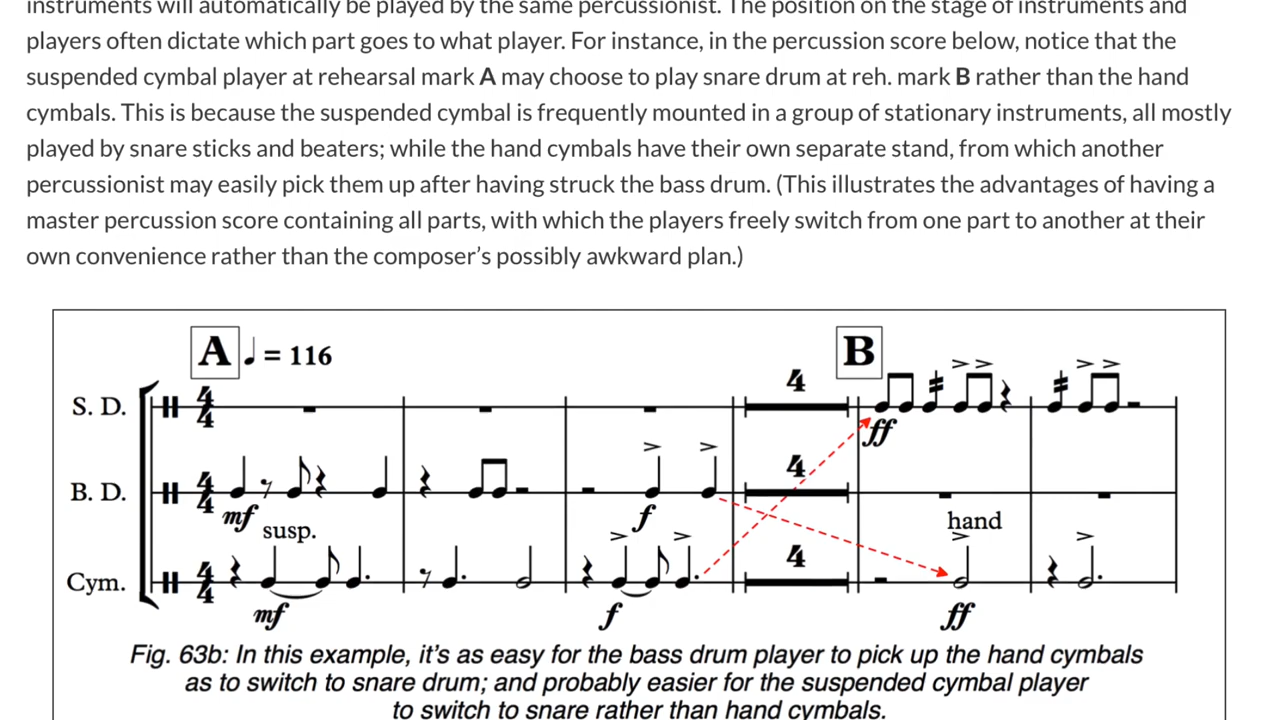 instruments will automatically be played by the same percussionist. The position on the stage of instruments and
players often dictate which part goes to what player. For instance, in the percussion score below, notice that the
suspended cymbal player at rehearsal mark A may choose to play snare drum at reh. mark B rather than the hand
cymbals. This is because the suspended cymbal is frequently mounted in a group of stationary instruments, all mostly
played by snare sticks and beaters; while the hand cymbals have their own separate stand, from which another
percussionist may easily pick them up after having struck the bass drum. (This illustrates the advantages of having a
master percussion score containing all parts, with which the players freely switch from one part to another at their
own convenience rather than the composer’s possibly awkward plan.)
A ♩ = 116
B
4
S. D. 4/4
ff
4
B. D. 4/4
mf
f
susp.
hand
4
Cym. 4/4
mf
f
ff
Fig. 63b: In this example, it’s as easy for the bass drum player to pick up the hand cymbals
as to switch to snare drum; and probably easier for the suspended cymbal player
to switch to snare rather than hand cymbals.